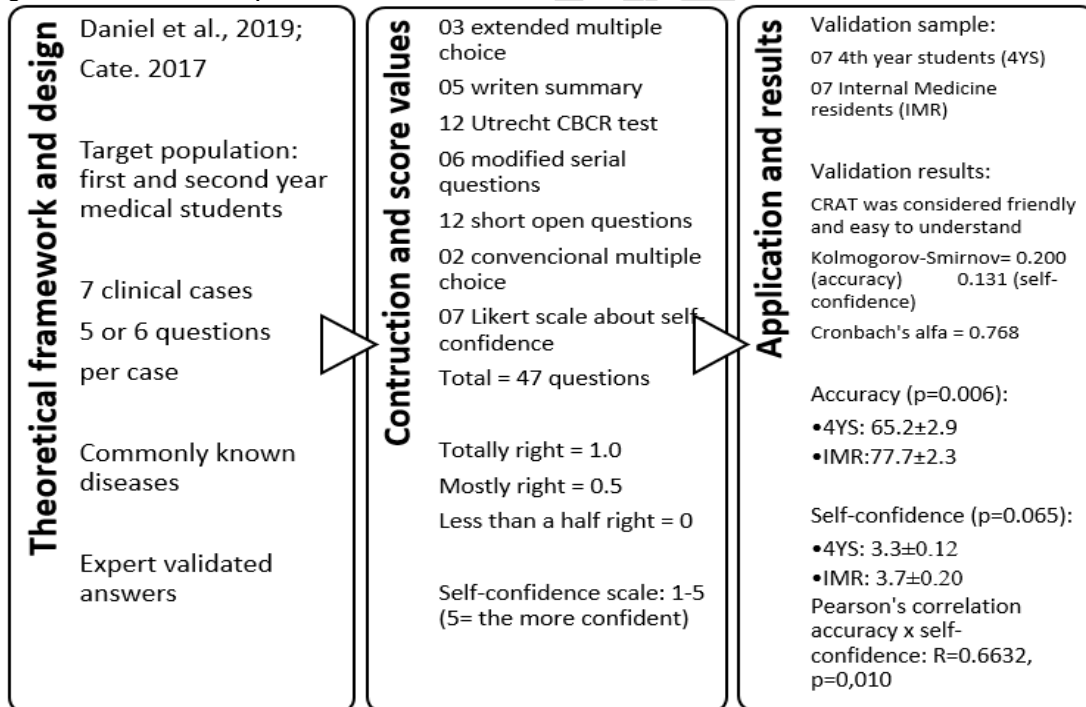 Theoretical framework and design
Daniel et al., 2019;
Cate. 2017
Target population:
first and second year
medical students
7 clinical cases
5 or 6 questions
per case
Commonly known
diseases
Expert validated
answers
Contruction and score values
03 extended multiple
choice
05 writen summary
12 Utrecht CBCR test
06 modified serial
questions
12 short open questions
02 convencional multiple
choice
07 Likert scale about self-
confidence
Total = 47 questions
Totally right = 1.0
Mostly right = 0.5
Less than a half right = 0
Self-confidence scale: 1-5
(5= the more confident)
Application and results
Validation sample:
07 4th year students (4YS)
07 Internal Medicine
residents (IMR)
Validation results:
CRAT was considered friendly
and easy to understand
Kolmogorov-Smirnov= 0.200
(accuracy) 0.131 (self-
confidence)
Cronbach's alfa = 0.768
Accuracy (p=0.006):
•4YS: 65.2±2.9
•IMR:77.7±2.3
Self-confidence (p=0.065):
•4YS: 3.3±0.12
•IMR: 3.7±0.20
Pearson's correlation
accuracy x self-
confidence: R=0.6632,
p=0,010